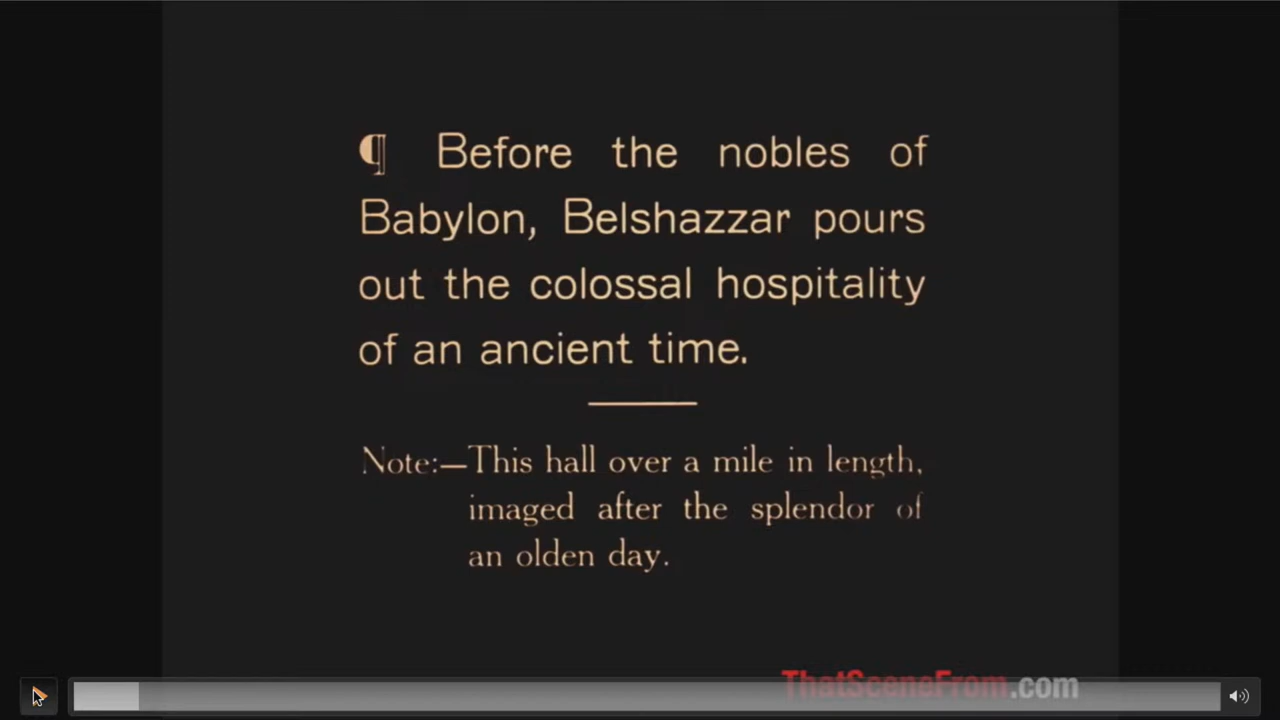 ¶ Before the nobles of
Babylon, Belshazzar pours
out the colossal hospitality
of an ancient time.
Note:—This hall over a mile in length,
imaged after the splendor of
an olden day.
ThatSceneFrom.com